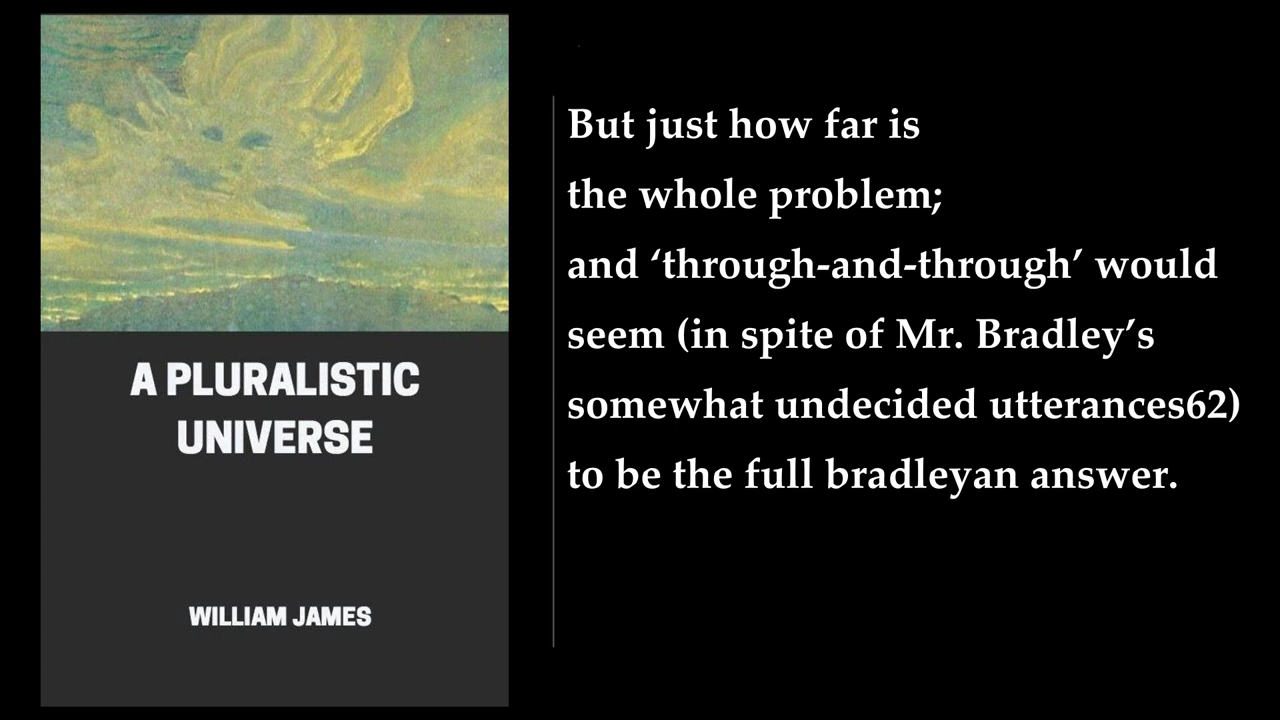 A PLURALISTIC
UNIVERSE
WILLIAM JAMES
But just how far is
the whole problem;
and ‘through-and-through’ would
seem (in spite of Mr. Bradley’s
somewhat undecided utterances62)
to be the full bradleyan answer.